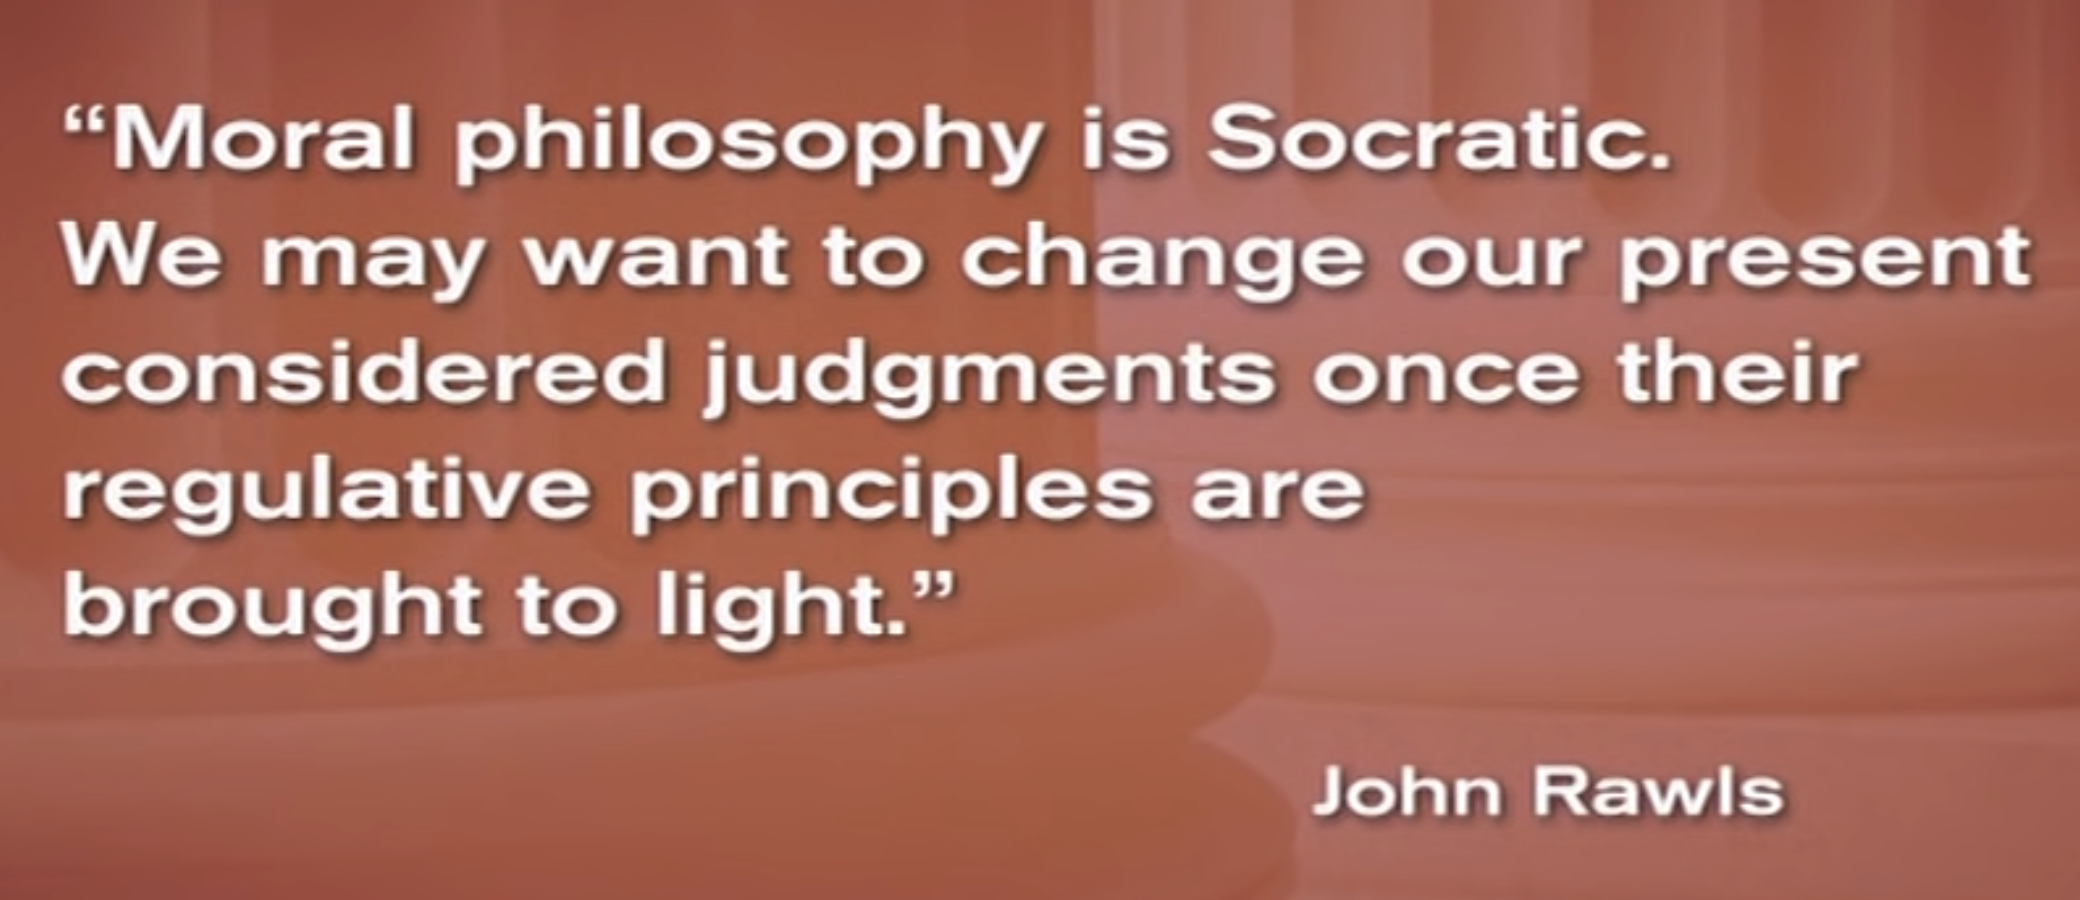 “Moral philosophy is Socratic.
We may want to change our present
considered judgments once their
regulative principles are
brought to light.”
John Rawls